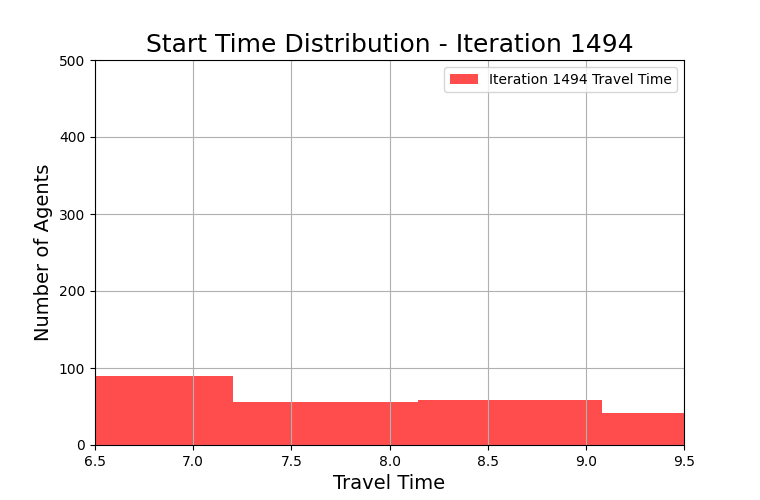 Start Time Distribution - Iteration 1494
Iteration 1494 Travel Time
Number of Agents
500
400
300
200
100
0
6.5 7.0 7.5 8.0 8.5 9.0 9.5
Travel Time